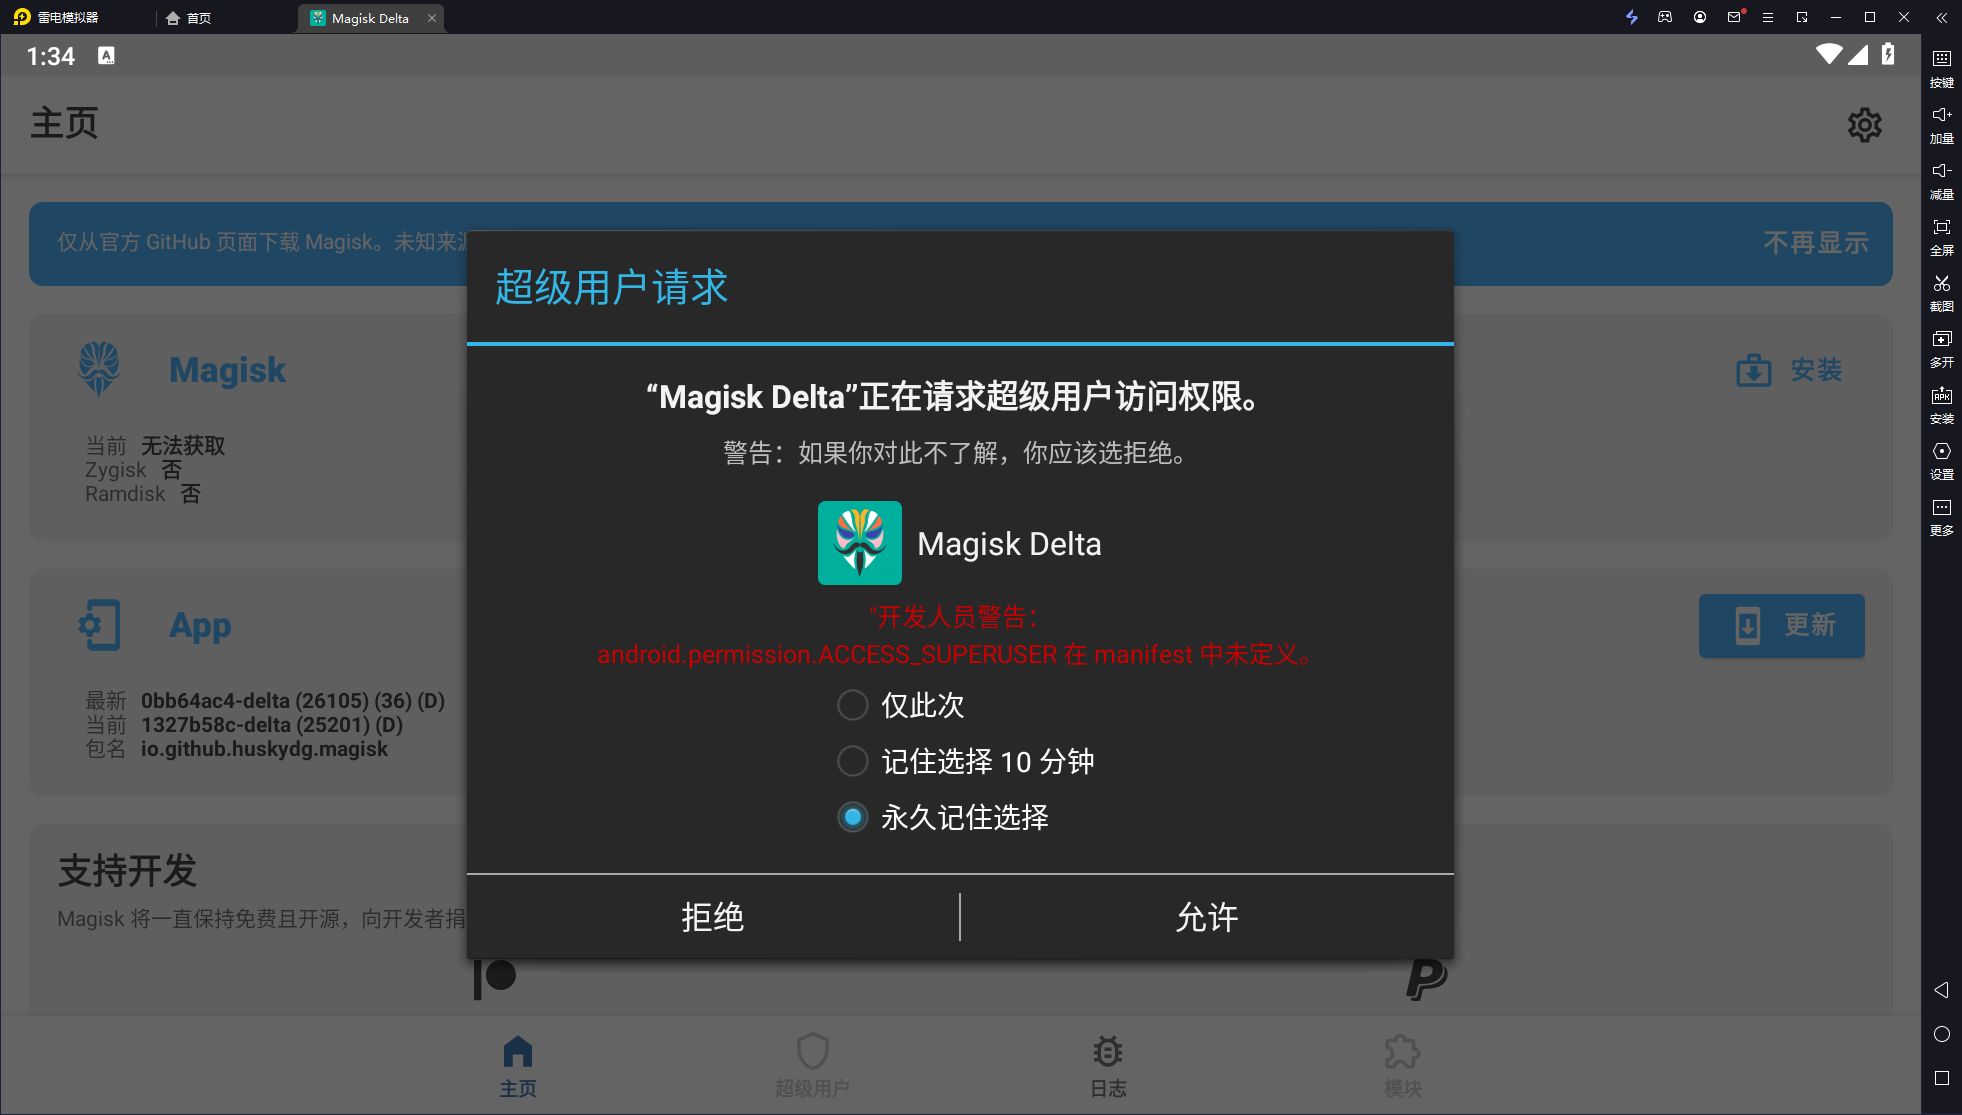 雷电模拟器
首页
Magisk Delta
1:34
A
主页
仅从官方 GitHub 页面下载 Magisk。未知来
不再显示
超级用户请求
Magisk
安装
“Magisk Delta”正在请求超级用户访问权限。
当前 无法获取
警告：如果你对此不了解，你应该选拒绝。
Zygisk 否
Ramdisk 否
Magisk Delta
App
更新
"开发人员警告：
android.permission.ACCESS_SUPERUSER 在 manifest 中未定义。
最新 0bb64ac4-delta (26105) (36) (D)
当前 1327b58c-delta (25201) (D)
包名 io.github.huskydg.magisk
仅此次
记住选择 10 分钟
永久记住选择
支持开发
Magisk 将一直保持免费且开源，向开发者捐
拒绝
允许
主页
超级用户
日志
模块
按键
加量
减量
全屏
截图
多开
APK
安装
设置
更多